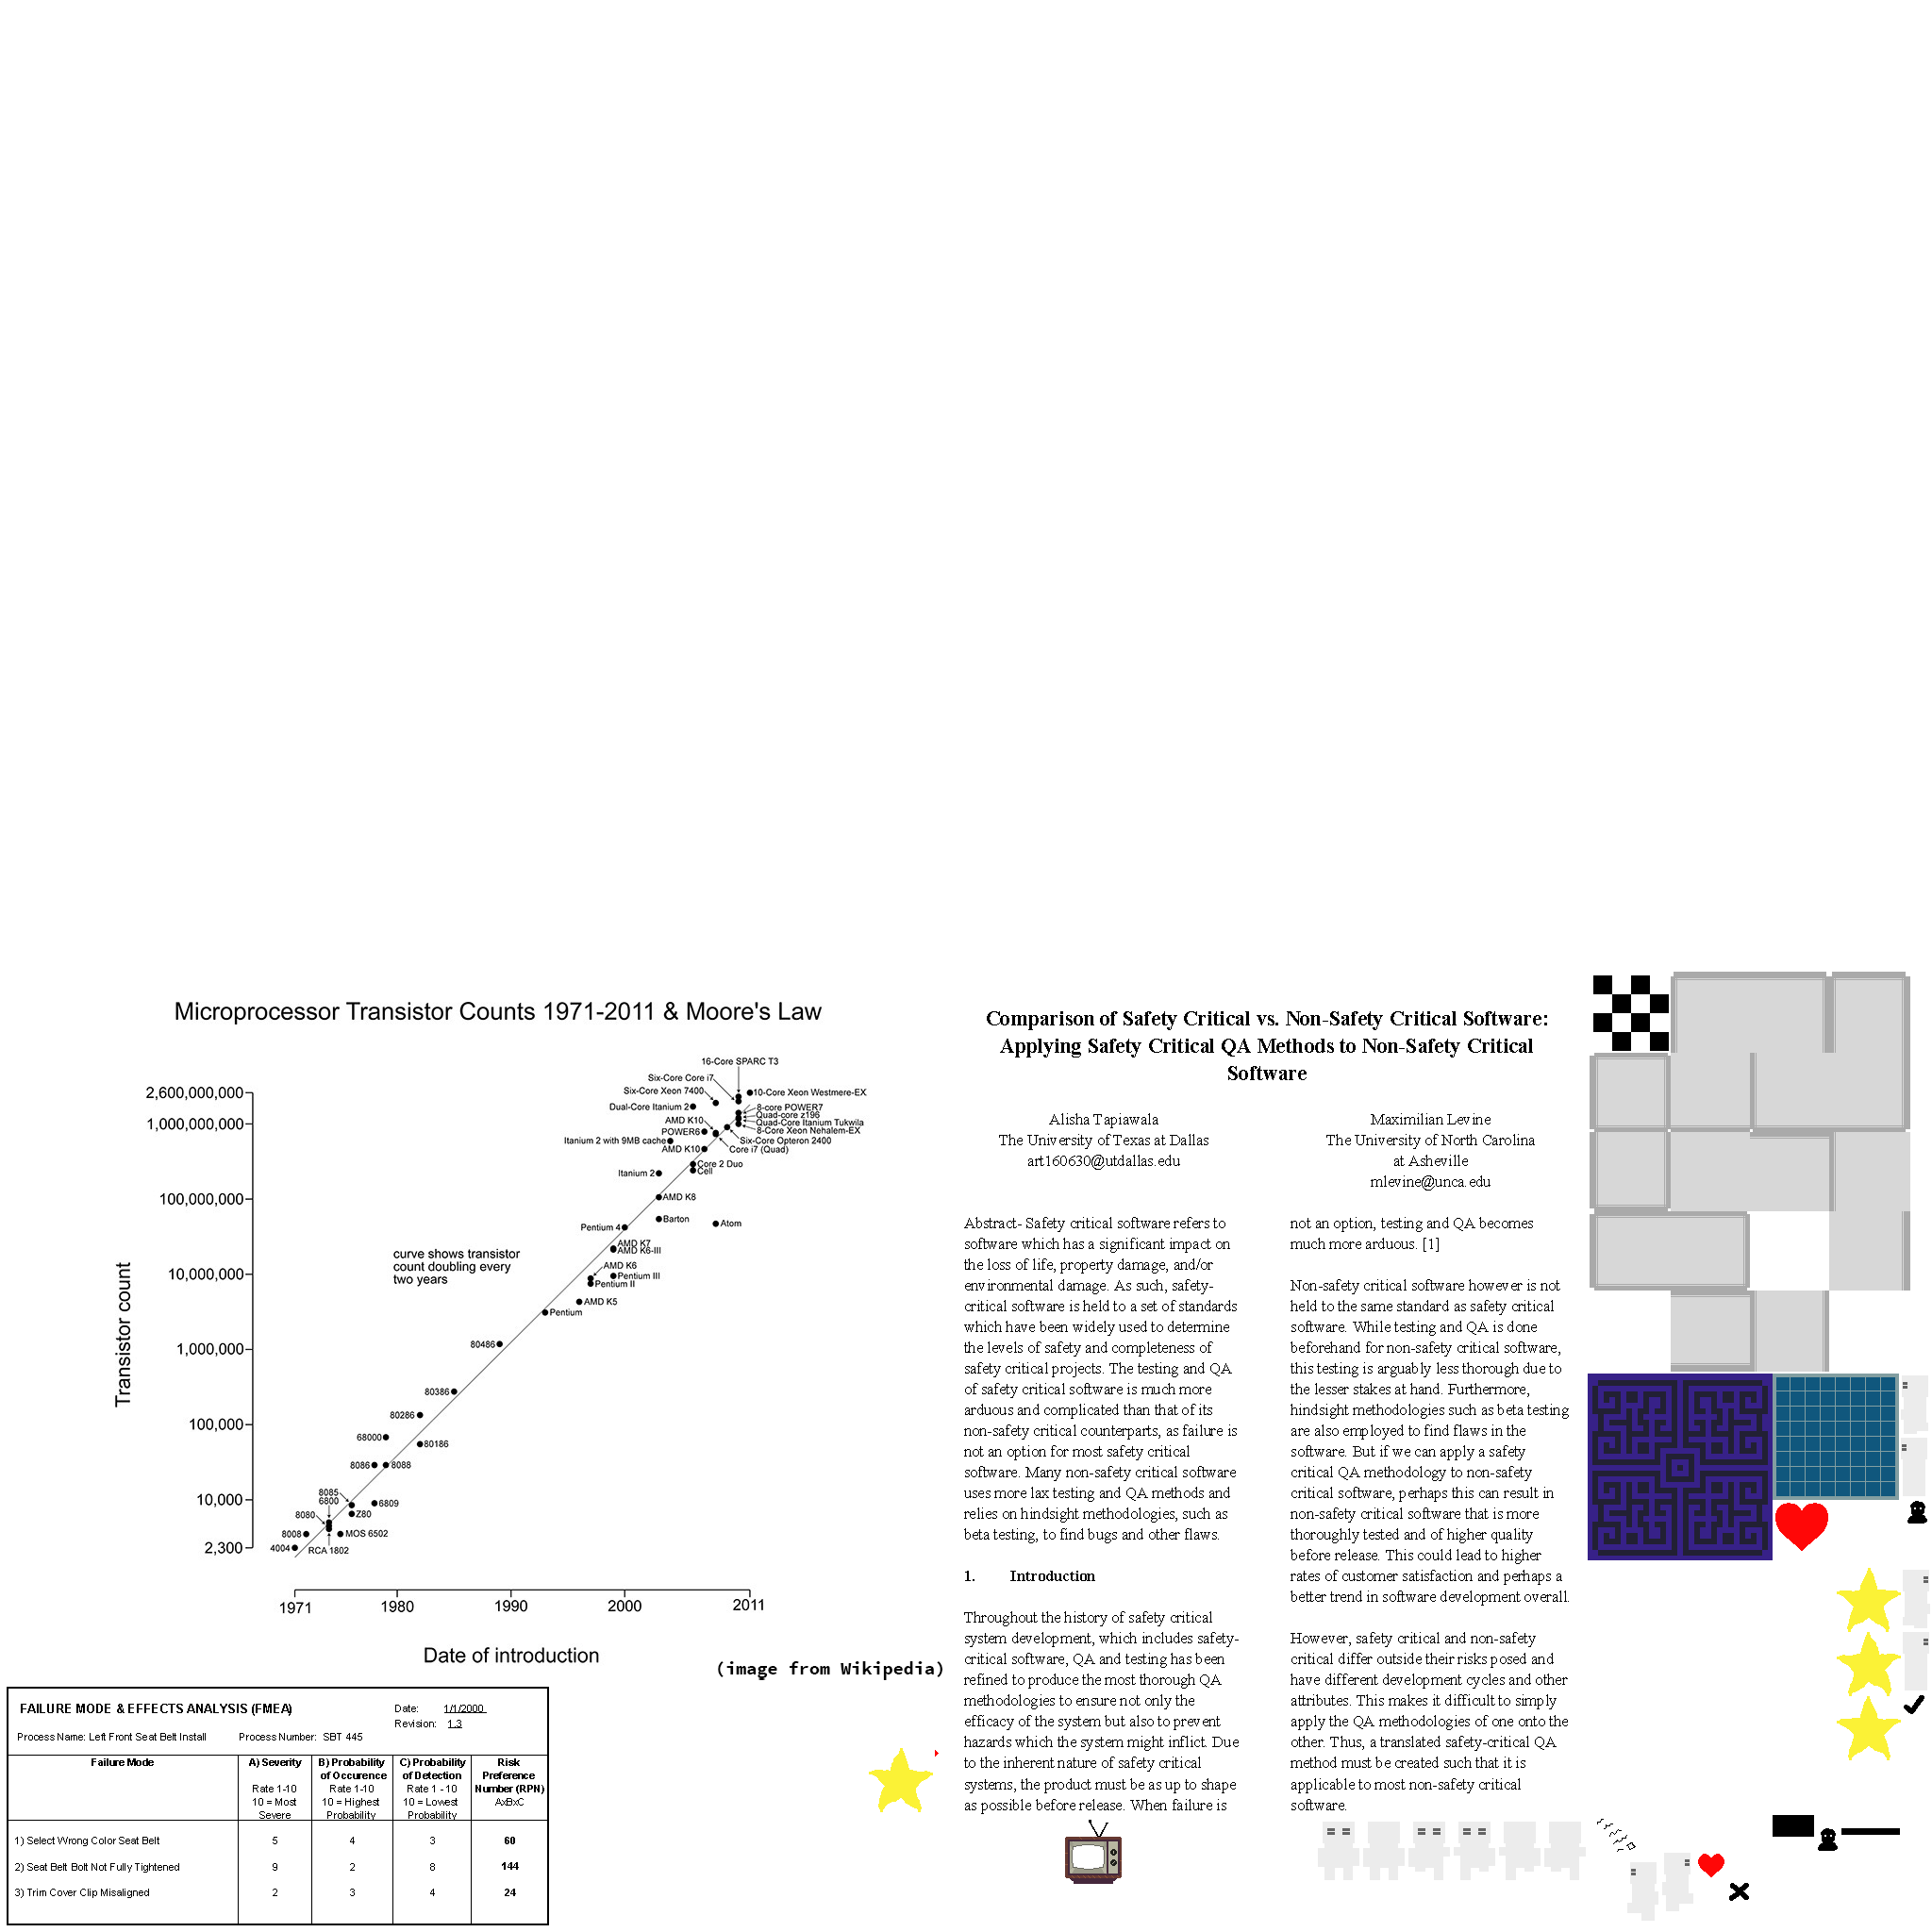 Microprocessor Transistor Counts 1971-2011 & Moore's Law
16-Core SPARC T3
Six-Core Core i7
Six-Core Xeon 7400
10-Core Xeon Westmere-EX
Dual-Core Itanium 2
8-core POWER7
Quad-core z196
AMD K10
Quad-Core Itanium Tukwila
POWER6
8-Core Xeon Nehalem-EX
Itanium 2 with 9MB cache
Six-Core Opteron 2400
AMD K10
Core i7 (Quad)
Core 2 Duo
Itanium 2
Cell
AMD K8
Barton
Pentium 4
Atom
AMD K7
AMD K6-III
curve shows transistor
count doubling every
two years
AMD K6
Pentium III
Pentium II
AMD K5
Pentium
80486
80386
80286
68000
80186
8086
8088
8085
6800
6809
8080
Z80
8008
MOS 6502
4004
RCA 1802
2,600,000,000
1,000,000,000
100,000,000
10,000,000
1,000,000
100,000
10,000
2,300
Transistor count
1971 1980 1990 2000 2011
Date of introduction
(image from Wikipedia)
FAILURE MODE & EFFECTS ANALYSIS (FMEA)
Date: 1/1/2000
Revision: 1.3
Process Name: Left Front Seat Belt Install Process Number: SBT 445
Failure Mode
A) Severity
Rate 1-10
10 = Most
Severe
B) Probability
of Occurence
Rate 1-10
10 = Highest
Probability
C) Probability
of Detection
Rate 1 - 10
10 = Lowest
Probability
Risk
Preference
Number (RPN)
AxBxC
1) Select Wrong Color Seat Belt 5 4 3 60
2) Seat Belt Bolt Not Fully Tightened 9 2 8 144
3) Trim Cover Clip Misaligned 2 3 4 24
Comparison of Safety Critical vs. Non-Safety Critical Software:
Applying Safety Critical QA Methods to Non-Safety Critical
Software
Alisha Tapiawala
The University of Texas at Dallas
art160630@utdallas.edu
Maximilian Levine
The University of North Carolina
at Asheville
mlevine@unca.edu
Abstract- Safety critical software refers to
software which has a significant impact on
the loss of life, property damage, and/or
environmental damage. As such, safety-
critical software is held to a set of standards
which have been widely used to determine
the levels of safety and completeness of
safety critical projects. The testing and QA
of safety critical software is much more
arduous and complicated than that of its
non-safety critical counterparts, as failure is
not an option for most safety critical
software. Many non-safety critical software
uses more lax testing and QA methods and
relies on hindsight methodologies, such as
beta testing, to find bugs and other flaws.
1. Introduction
Throughout the history of safety critical
system development, which includes safety-
critical software, QA and testing has been
refined to produce the most thorough QA
methodologies to ensure not only the
efficacy of the system but also to prevent
hazards which the system might inflict. Due
to the inherent nature of safety critical
systems, the product must be as up to shape
as possible before release. When failure is
not an option, testing and QA becomes
much more arduous. [1]
Non-safety critical software however is not
held to the same standard as safety critical
software. While testing and QA is done
beforehand for non-safety critical software,
this testing is arguably less thorough due to
the lesser stakes at hand. Furthermore,
hindsight methodologies such as beta testing
are also employed to find flaws in the
software. But if we can apply a safety
critical QA methodology to non-safety
critical software, perhaps this can result in
non-safety critical software that is more
thoroughly tested and of higher quality
before release. This could lead to higher
rates of customer satisfaction and perhaps a
better trend in software development overall.
However, safety critical and non-safety
critical differ outside their risks posed and
have different development cycles and other
attributes. This makes it difficult to simply
apply the QA methodologies of one onto the
other. Thus, a translated safety-critical QA
method must be created such that it is
applicable to most non-safety critical
software.